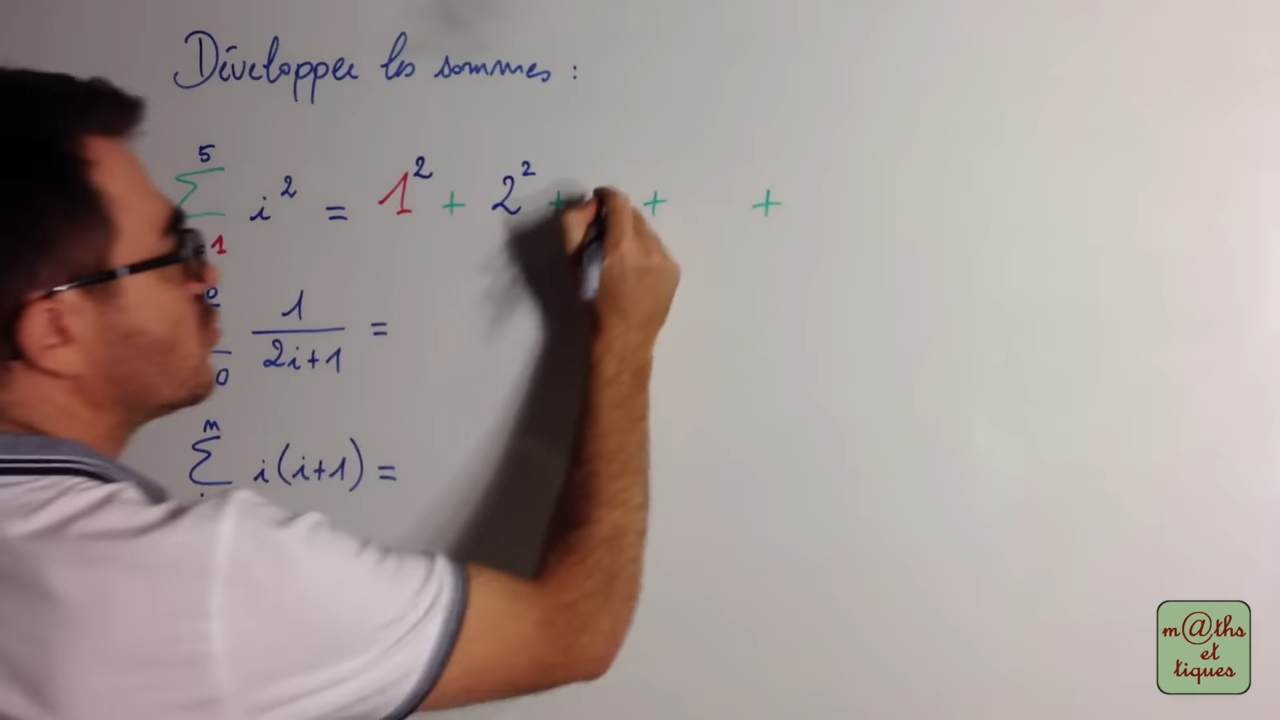 Développer les sommes :
5
∑ i² = 1² + 2² + + +
1
0
1/(2i+1) =
0
n
∑ i(i+1) =
m@ths
et
tiques